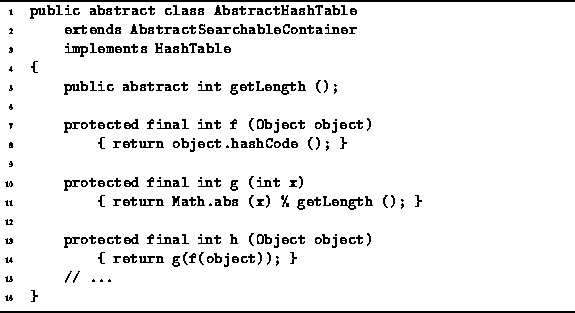 1 public abstract class AbstractHashTable
2     extends AbstractSearchableContainer
3     implements HashTable
4 {
5     public abstract int getLength ();
6
7     protected final int f (Object object)
8         { return object.hashCode (); }
9
10     protected final int g (int x)
11         { return Math.abs (x) % getLength (); }
12
13     protected final int h (Object object)
14         { return g(f(object)); }
15     // ...
16 }